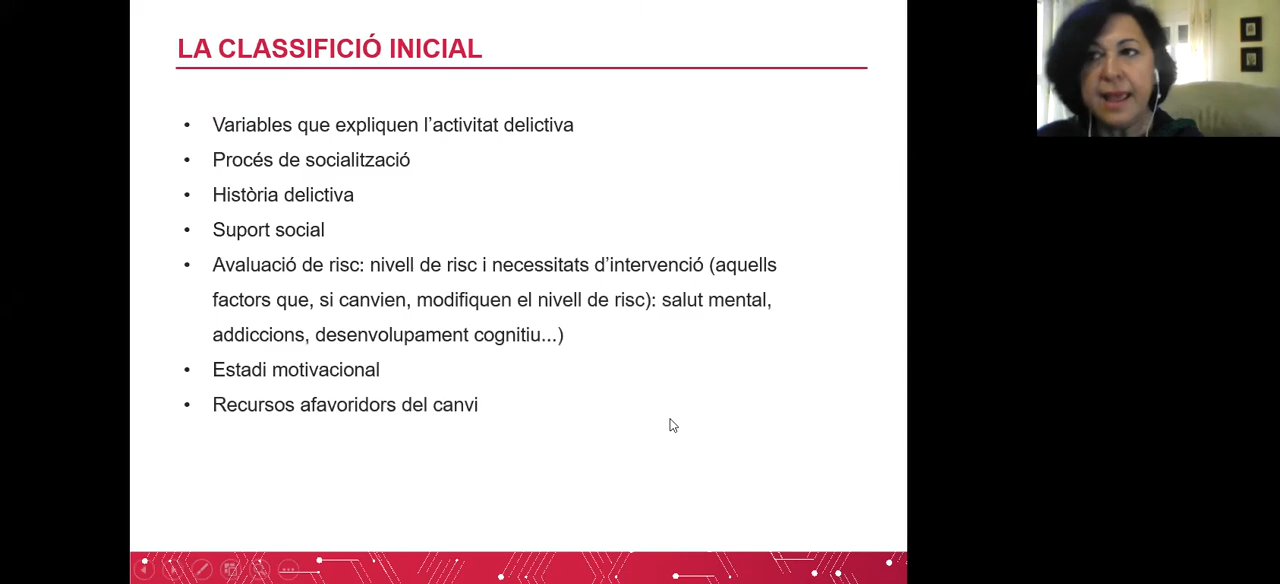 LA CLASSIFICIÓ INICIAL
• Variables que expliquen l’activitat delictiva
• Procés de socialització
• Història delictiva
• Suport social
• Avaluació de risc: nivell de risc i necessitats d’intervenció (aquells
factors que, si canvien, modifiquen el nivell de risc): salut mental,
addiccions, desenvolupament cognitiu...)
• Estadi motivacional
• Recursos afavoridors del canvi